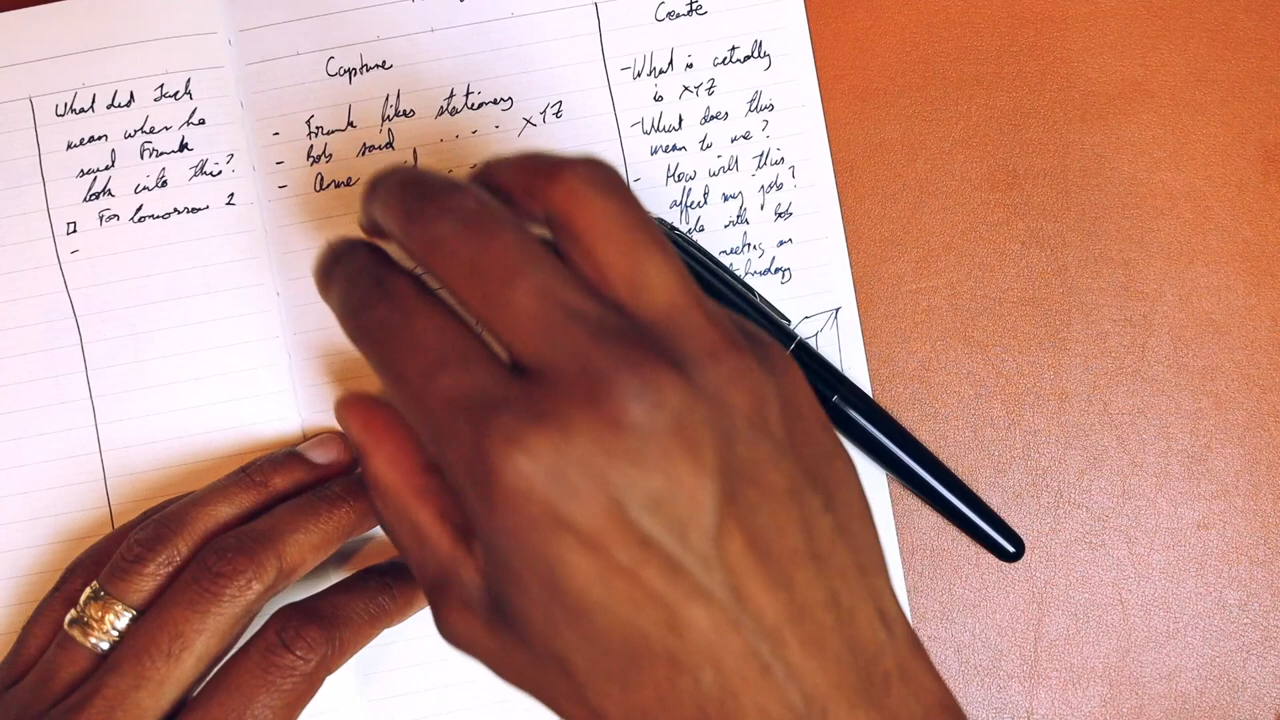 What did Jack
mean when he
said Frank
look into this?
For tomorrow 2
-
Capture
- Frank likes stationery
- Bob said .... XYZ
- Anne
Create
- What is actually
is XYZ
- What does this
mean to me?
- How will this
affect my job?
with Bob
meeting on